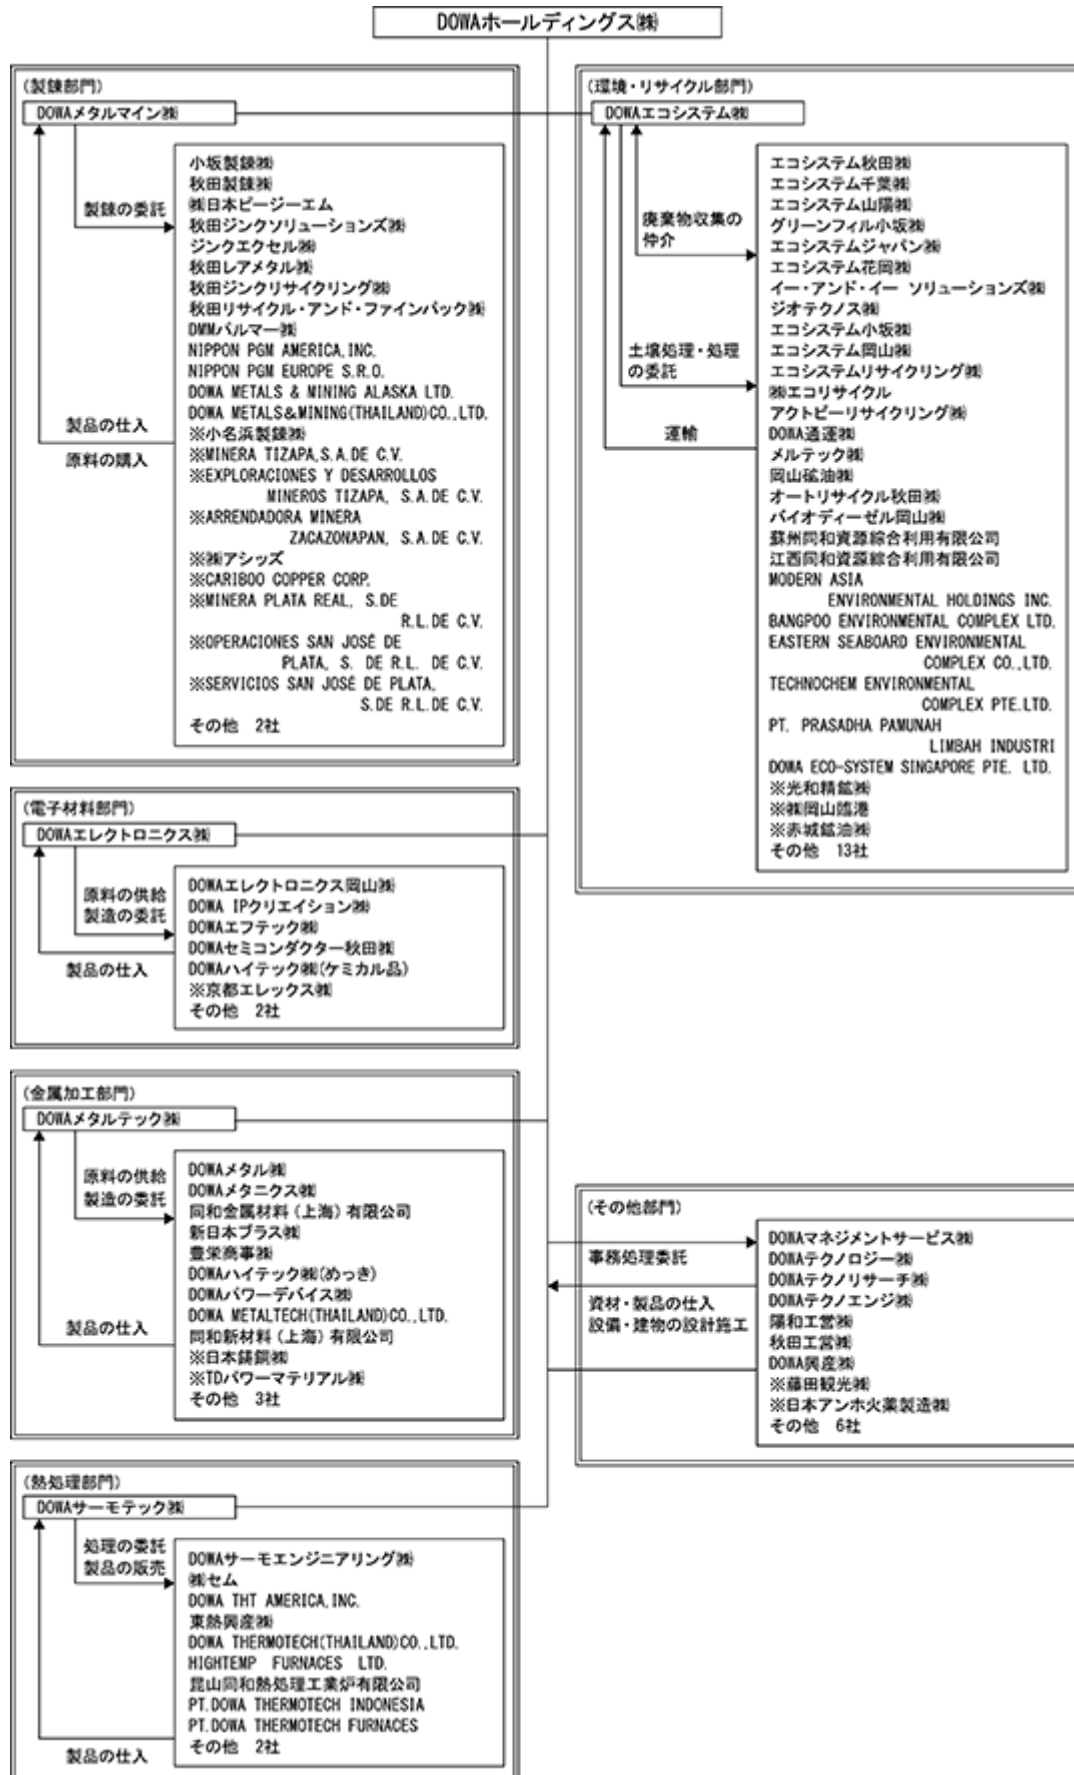 DOWAホールディングス㈱
(製錬部門)
DOWAメタルマイン㈱
製錬の委託
製品の仕入
原料の購入
小坂製錬㈱
秋田製錬㈱
㈱日本ピージーエム
秋田ジンクソリューションズ㈱
ジンクエクセル㈱
秋田レアメタル㈱
秋田ジンクリサイクリング㈱
秋田リサイクル・アンド・ファインパック㈱
DMMパルマー㈱
NIPPON PGM AMERICA,INC.
NIPPON PGM EUROPE S.R.O.
DOWA METALS & MINING ALASKA LTD.
DOWA METALS&MINING(THAILAND)CO.,LTD.
※小名浜製錬㈱
※MINERA TIZAPA,S.A.DE C.V.
※EXPLORACIONES Y DESARROLLOS
MINEROS TIZAPA, S.A.DE C.V.
※ARRENDADORA MINERA
ZACAZONAPAN, S.A.DE C.V.
※㈱アシッズ
※CARIBOO COPPER CORP.
※MINERA PLATA REAL, S.DE
R.L.DE C.V.
※OPERACIONES SAN JOSÉ DE
PLATA, S. DE R.L. DE C.V.
※SERVICIOS SAN JOSÉ DE PLATA,
S.DE R.L.DE C.V.
その他 2社
(環境・リサイクル部門)
DOWAエコシステム㈱
廃棄物収集の
仲介
土壌処理・処理
の委託
運輸
エコシステム秋田㈱
エコシステム千葉㈱
エコシステム山陽㈱
グリーンフィル小坂㈱
エコシステムジャパン㈱
エコシステム花岡㈱
イー・アンド・イー ソリューションズ㈱
ジオテクノス㈱
エコシステム小坂㈱
エコシステム岡山㈱
エコシステムリサイクリング㈱
㈱エコリサイクル
アクトビーリサイクリング㈱
DOWA通運㈱
メルテック㈱
岡山砿油㈱
オートリサイクル秋田㈱
バイオディーゼル岡山㈱
蘇州同和資源綜合利用有限公司
江西同和資源綜合利用有限公司
MODERN ASIA
ENVIRONMENTAL HOLDINGS INC.
BANGPOO ENVIRONMENTAL COMPLEX LTD.
EASTERN SEABOARD ENVIRONMENTAL
COMPLEX CO.,LTD.
TECHNOCHEM ENVIRONMENTAL
COMPLEX PTE.LTD.
PT. PRASADHA PAMUNAH
LIMBAH INDUSTRI
DOWA ECO-SYSTEM SINGAPORE PTE. LTD.
※光和精鉱㈱
※㈱岡山臨港
※赤城鉱油㈱
その他 13社
(電子材料部門)
DOWAエレクトロニクス㈱
原料の供給
製造の委託
製品の仕入
DOWAエレクトロニクス岡山㈱
DOWA IPクリエイション㈱
DOWAエフテック㈱
DOWAセミコンダクター秋田㈱
DOWAハイテック㈱(ケミカル品)
※京都エレックス㈱
その他 2社
(金属加工部門)
DOWAメタルテック㈱
原料の供給
製造の委託
製品の仕入
DOWAメタル㈱
DOWAメタニクス㈱
同和金属材料(上海)有限公司
新日本ブラス㈱
豊栄商事㈱
DOWAハイテック㈱(めっき)
DOWAパワーデバイス㈱
DOWA METALTECH(THAILAND)CO.,LTD.
同和新材料(上海)有限公司
※日本鋳銅㈱
※TDパワーマテリアル㈱
その他 3社
(その他部門)
事務処理委託
資材・製品の仕入
設備・建物の設計施工
DOWAマネジメントサービス㈱
DOWAテクノロジー㈱
DOWAテクノリサーチ㈱
DOWAテクノエンジ㈱
陽和工営㈱
秋田工営㈱
DOWA興産㈱
※藤田観光㈱
※日本アンホ火薬製造㈱
その他 6社
(熱処理部門)
DOWAサーモテック㈱
処理の委託
製品の販売
製品の仕入
DOWAサーモエンジニアリング㈱
㈱セム
DOWA THT AMERICA,INC.
東熱興産㈱
DOWA THERMOTECH(THAILAND)CO.,LTD.
HIGHTEMP FURNACES LTD.
昆山同和熱処理工業炉有限公司
PT.DOWA THERMOTECH INDONESIA
PT.DOWA THERMOTECH FURNACES
その他 2社